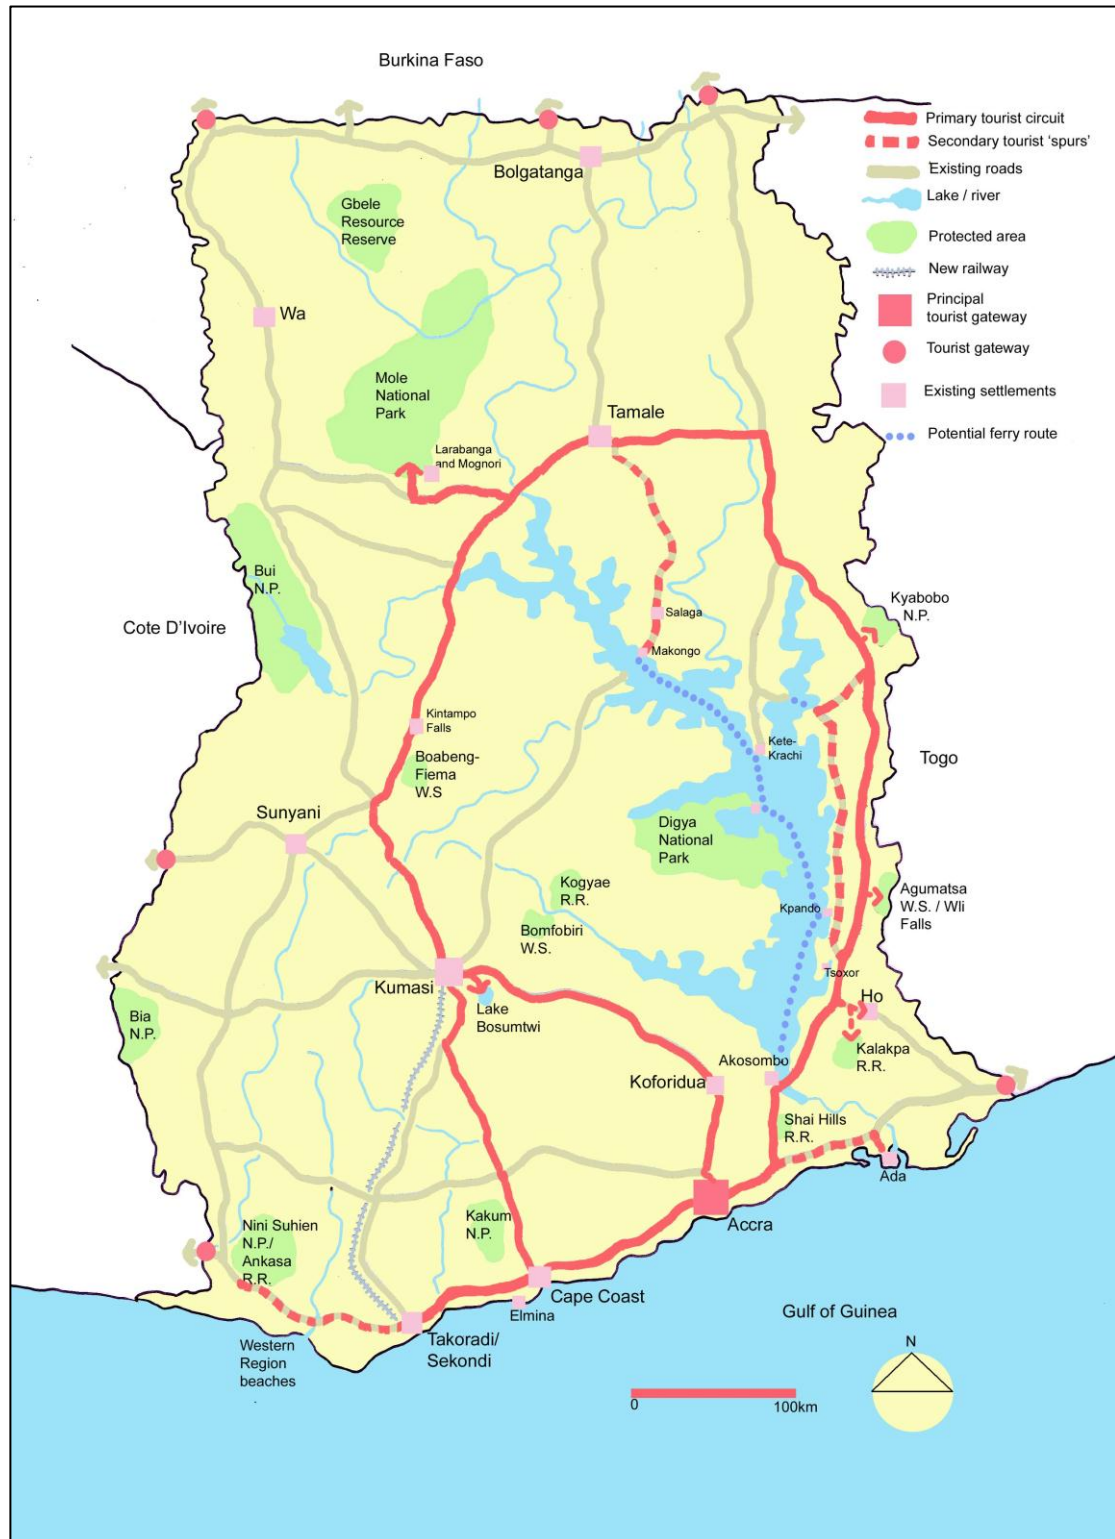 Burkina Faso
Primary tourist circuit
Secondary tourist 'spurs'
Existing roads
Lake / river
Protected area
New railway
Principal
tourist gateway
Tourist gateway
Existing settlements
Potential ferry route
Bolgatanga
Gbele
Resource
Reserve
Wa
Mole
National
Park
Tamale
Larabanga
and Mognori
Bui
N.P.
Cote D'Ivoire
Salaga
Makongo
Kyabobo
N.P.
Kintampo
Falls
Boabeng-
Fiema
W.S
Kete-
Krachi
Togo
Sunyani
Digya
National
Park
Kogyae
R.R.
Bomfobiri
W.S.
Kpando
Agumatsa
W.S. / Wli
Falls
Tsoxor
Kumasi
Lake
Bosumtwi
Ho
Bia
N.P.
Kalakpa
R.R.
Akosombo
Koforidua
Shai Hills
R.R.
Ada
Accra
Kakum
N.P.
Nini Suhien
N.P./
Ankasa
R.R.
Cape Coast
Elmina
Takoradi/
Sekondi
Western
Region
beaches
Gulf of Guinea
N
0
100km